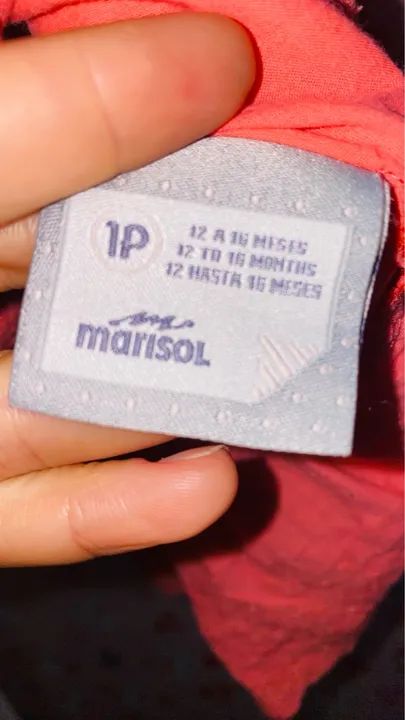 1P
12 A 16 MESES
12 TO 16 MONTHS
12 HASTA 16 MESES
marisol